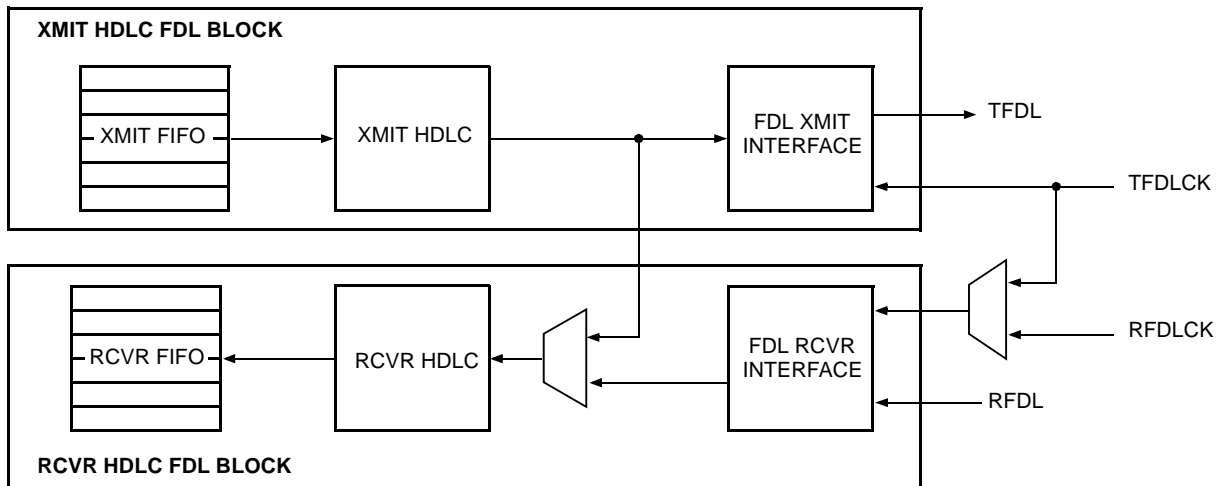 XMIT HDLC FDL BLOCK
XMIT FIFO
XMIT HDLC
FDL XMIT
INTERFACE
TFDL
TFDLCK
RCVR FIFO
RCVR HDLC
FDL RCVR
INTERFACE
RFDLCK
RFDL
RCVR HDLC FDL BLOCK